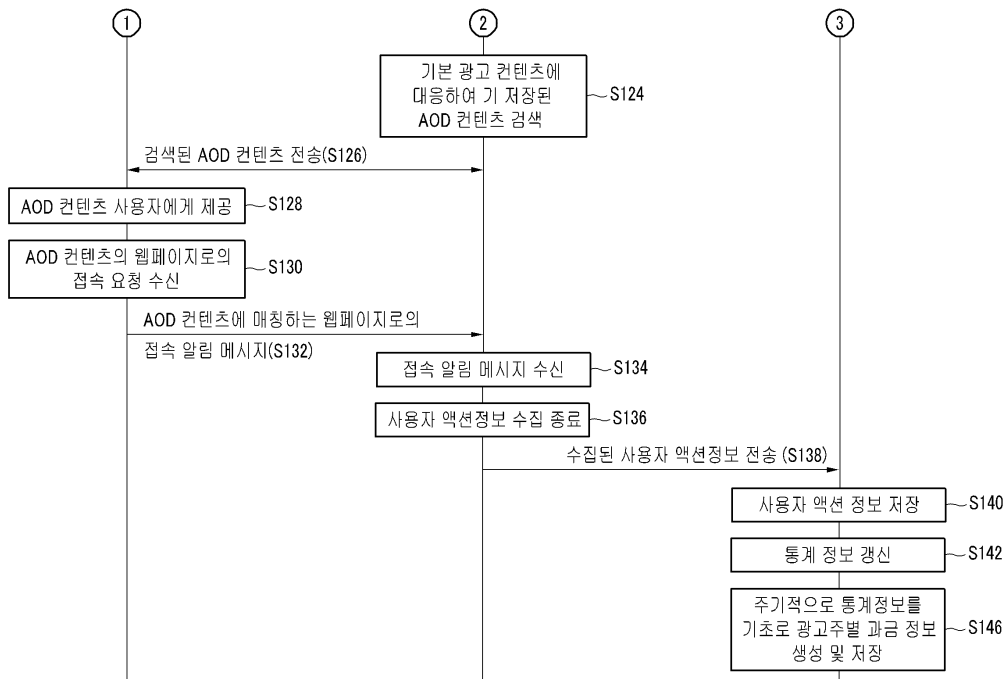 1
2
3
기본 광고 컨텐츠에
대응하여 기 저장된
AOD 컨텐츠 검색
S124
검색된 AOD 컨텐츠 전송(S126)
AOD 컨텐츠 사용자에게 제공
S128
AOD 컨텐츠의 웹페이지로의
접속 요청 수신
S130
AOD 컨텐츠에 매칭하는 웹페이지로의
접속 알림 메시지(S132)
접속 알림 메시지 수신
S134
사용자 액션정보 수집 종료
S136
수집된 사용자 액션정보 전송 (S138)
사용자 액션 정보 저장
S140
통계 정보 갱신
S142
주기적으로 통계정보를
기초로 광고주별 과금 정보
생성 및 저장
S146